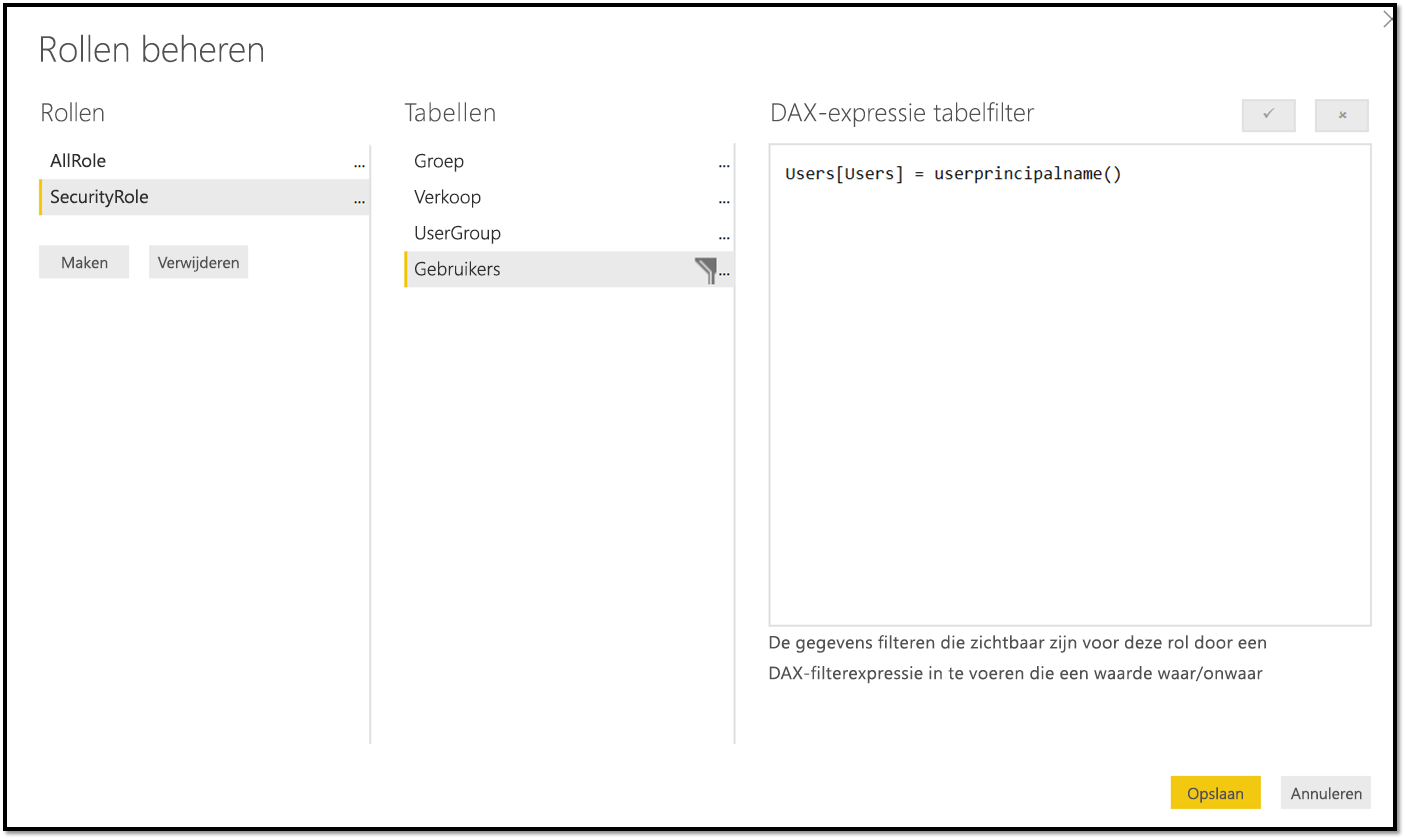 Rollen beheren
Rollen
AllRole ...
SecurityRole ...
Maken Verwijderen
Tabellen
Groep ...
Verkoop ...
UserGroup ...
Gebruikers ...
DAX-expressie tabelfilter
Users[Users] = userprincipalname()
De gegevens filteren die zichtbaar zijn voor deze rol door een
DAX-filterexpressie in te voeren die een waarde waar/onwaar
Opslaan Annuleren